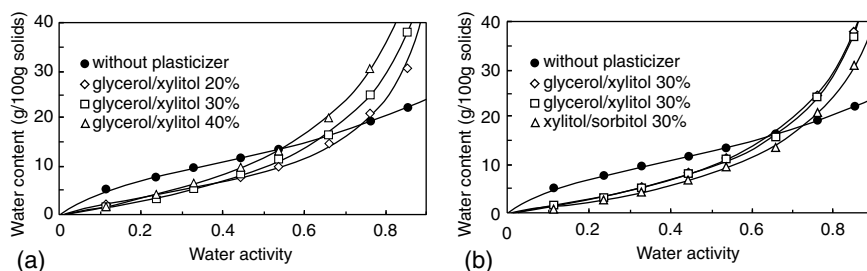 40
30
20
10
0
Water content (g/100g solids)
without plasticizer
glycerol/xylitol 20%
glycerol/xylitol 30%
glycerol/xylitol 40%
0 0.2 0.4 0.6 0.8
Water activity
(a)
40
30
20
10
0
Water content (g/100g solids)
without plasticizer
glycerol/xylitol 30%
glycerol/xylitol 30%
xylitol/sorbitol 30%
0 0.2 0.4 0.6 0.8
Water activity
(b)